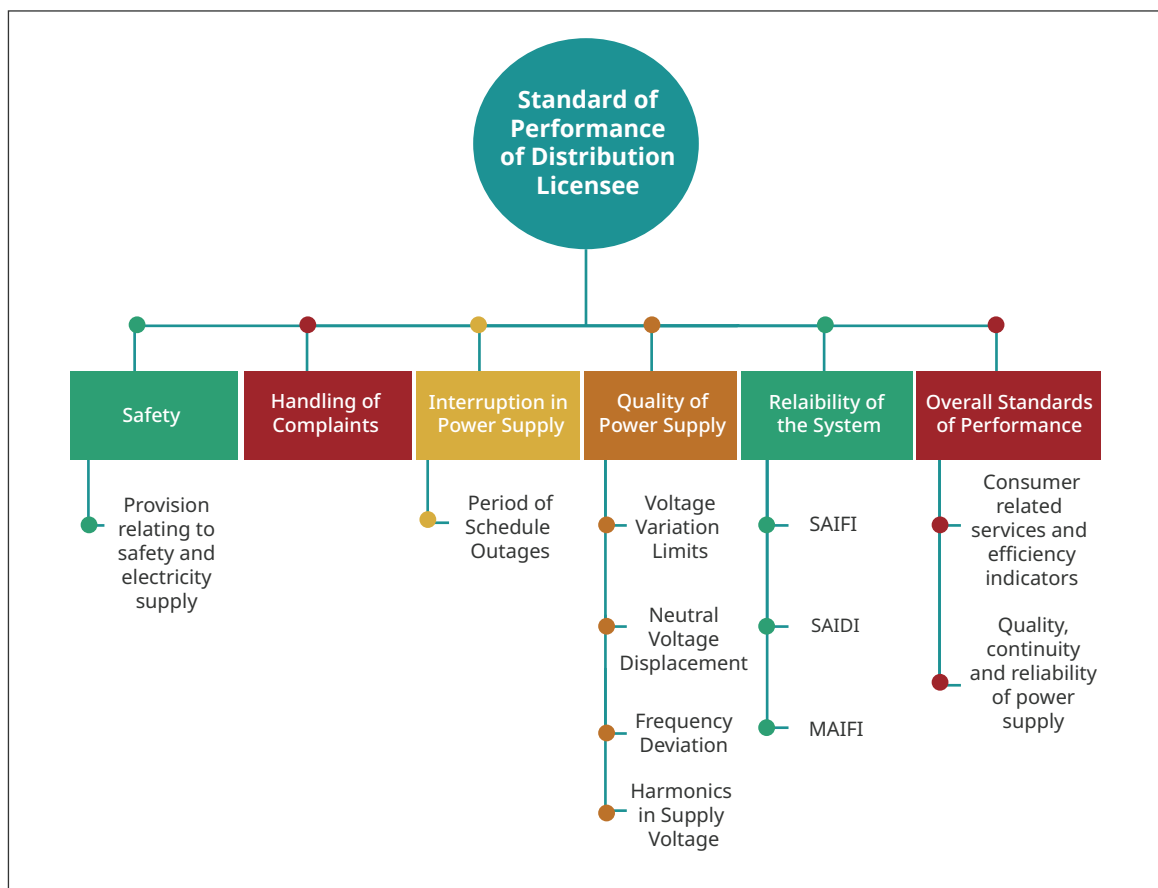 Standard of
Performance
of Distribution
Licensee
Safety
Handling of
Complaints
Interruption in
Power Supply
Quality of
Power Supply
Relaibility of
the System
Overall Standards
of Performance
Provision
relating to
safety and
electricity
supply
Period of
Schedule
Outages
Voltage
Variation
Limits
Neutral
Voltage
Displacement
Frequency
Deviation
Harmonics
in Supply
Voltage
SAIFI
SAIDI
MAIFI
Consumer
related
services and
efficiency
indicators
Quality,
continuity
and reliability
of power
supply